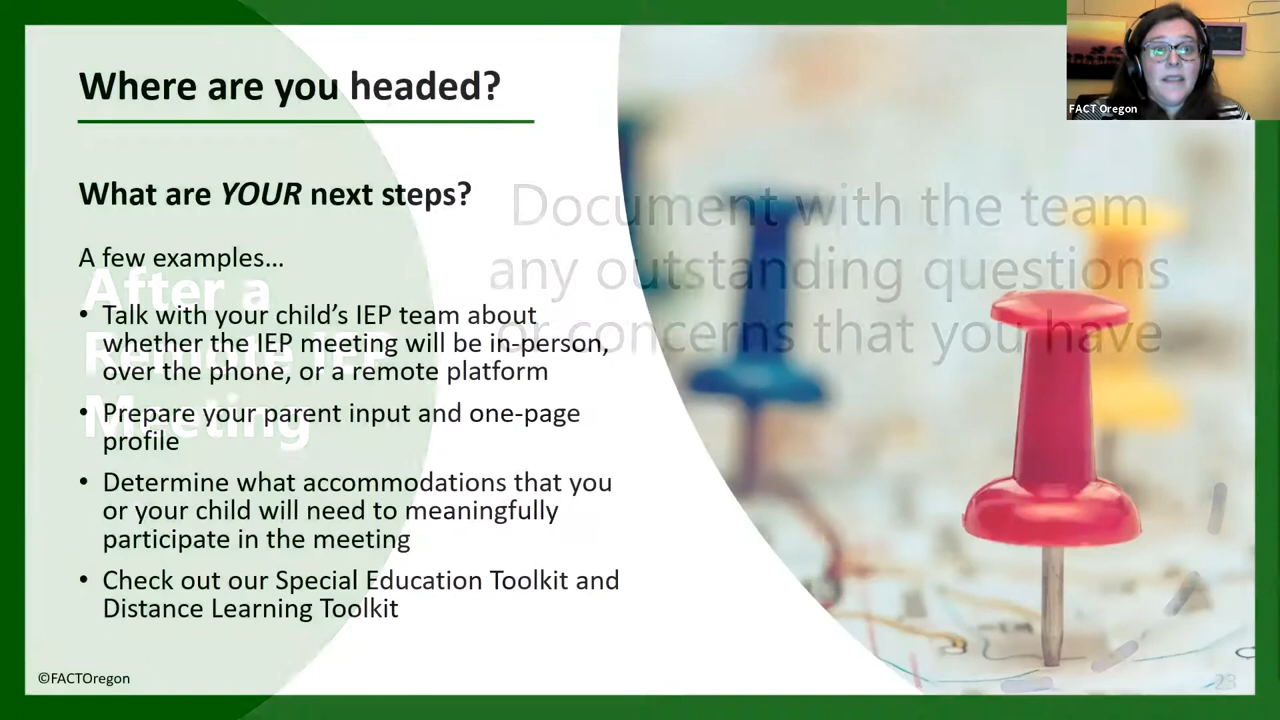 Where are you headed?
What are YOUR next steps?
A few examples...
• Talk with your child’s IEP team about
whether the IEP meeting will be in-person,
over the phone, or a remote platform
• Prepare your parent input and one-page
profile
• Determine what accommodations that you
or your child will need to meaningfully
participate in the meeting
• Check out our Special Education Toolkit and
Distance Learning Toolkit
After a
Remote IEP
Meeting
Document with the team
any outstanding questions
or concerns that you have
FACT Oregon
©FACTOregon
23